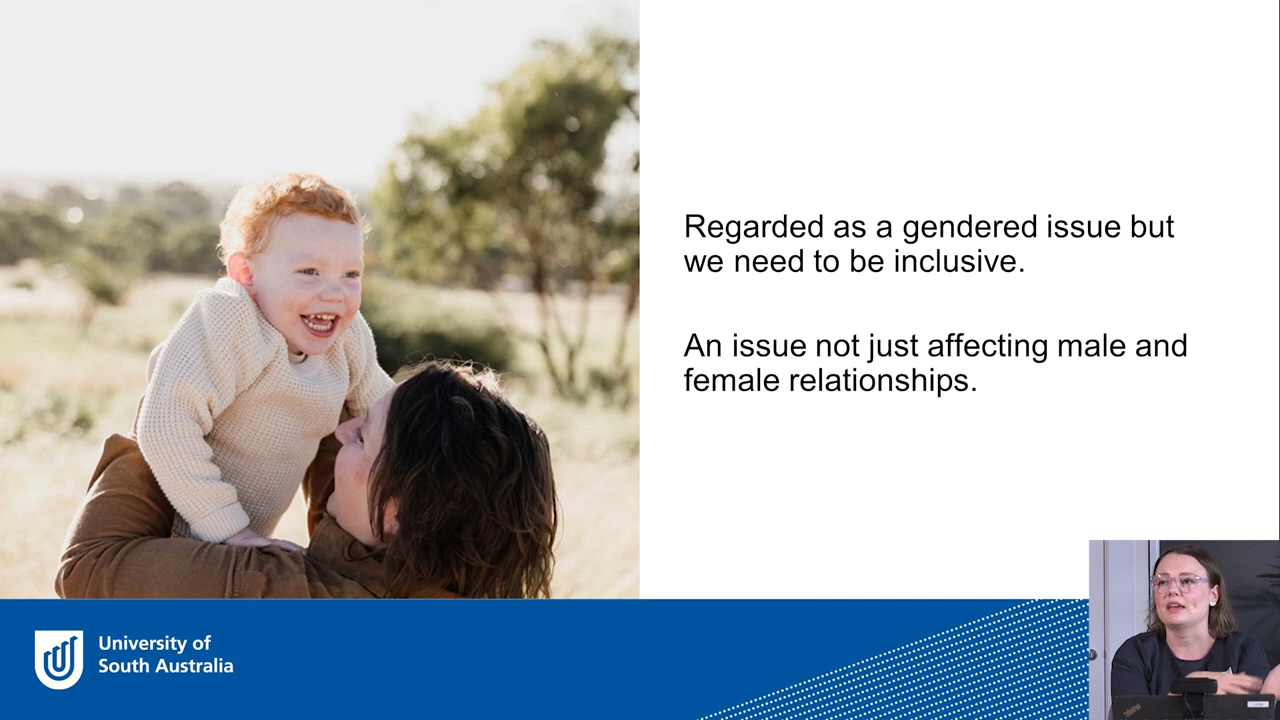 Regarded as a gendered issue but
we need to be inclusive.
An issue not just affecting male and
female relationships.
University of
South Australia